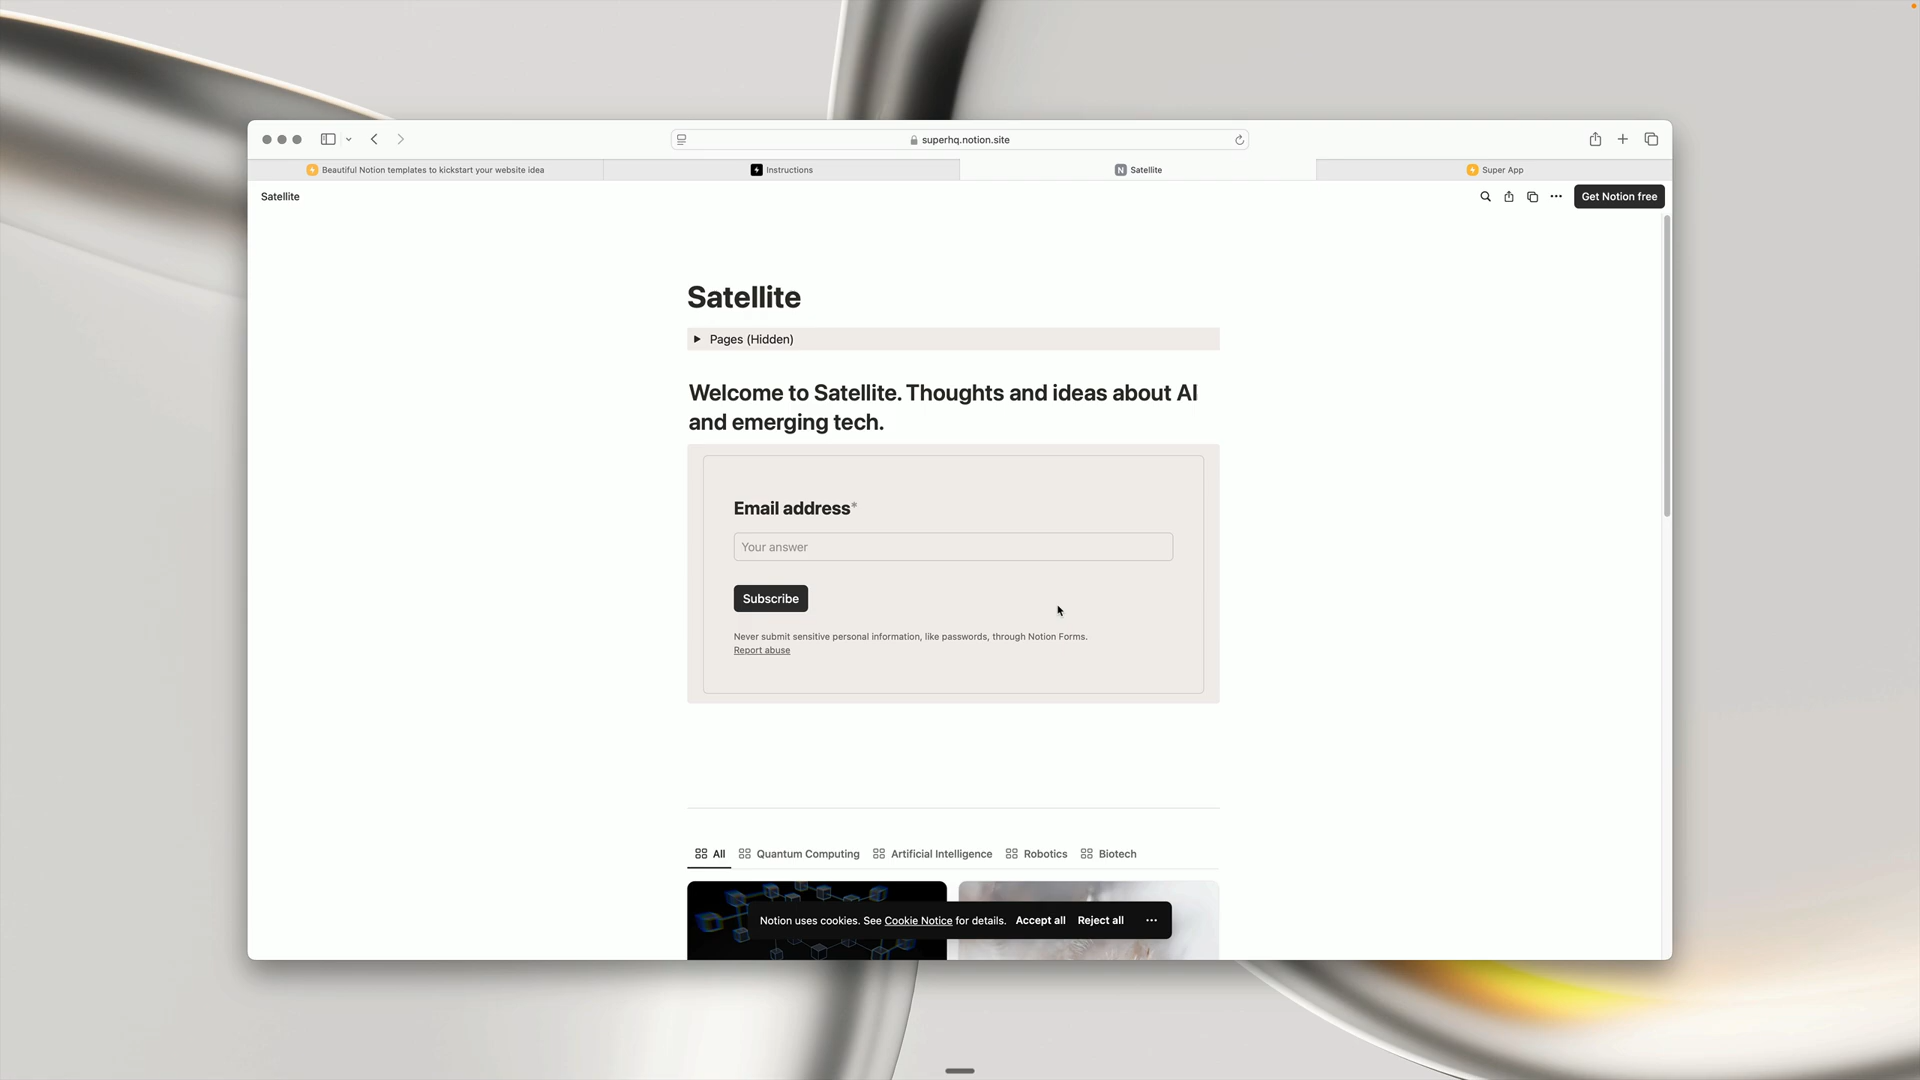 superhq.notion.site
Beautiful Notion templates to kickstart your website idea
Instructions
N Satellite
Super App
Satellite
Get Notion free
Satellite
Pages (Hidden)
Welcome to Satellite. Thoughts and ideas about AI
and emerging tech.
Email address*
Your answer
Subscribe
Never submit sensitive personal information, like passwords, through Notion Forms.
Report abuse
All Quantum Computing Artificial Intelligence Robotics Biotech
Notion uses cookies. See Cookie Notice for details. Accept all Reject all